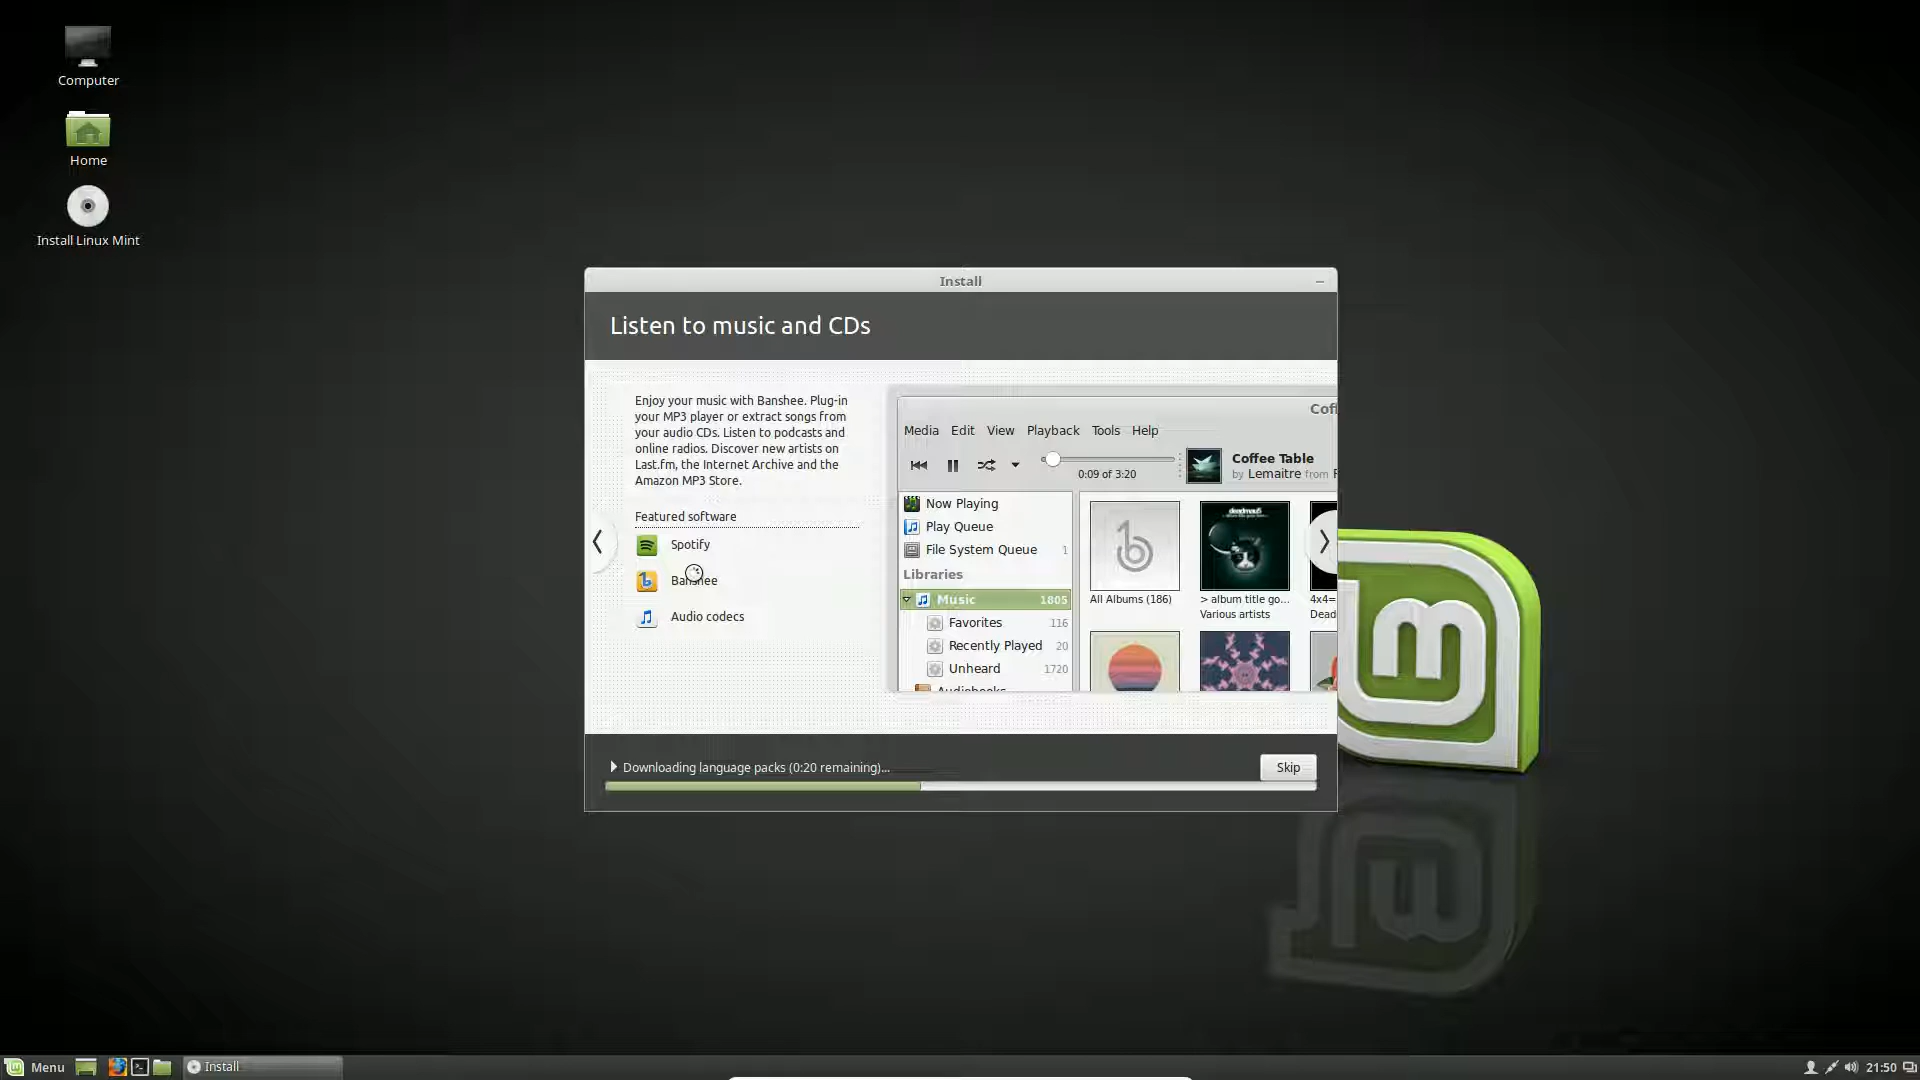 Computer
Home
Install Linux Mint
Install
Listen to music and CDs
Enjoy your music with Banshee. Plug-in
your MP3 player or extract songs from
your audio CDs. Listen to podcasts and
online radios. Discover new artists on
Last.fm, the Internet Archive and the
Amazon MP3 Store.
Featured software
Spotify
Banshee
Audio codecs
Media Edit View Playback Tools Help
0:09 of 3:20
Coffee Table
by Lemaitre from
Now Playing
Play Queue
File System Queue 1
Libraries
Music 1805
Favorites 116
Recently Played 20
Unheard 1720
Audiobooks
deadmau5
All Albums (186)
> album title go...
Various artists
4x4=
Dead
Downloading language packs (0:20 remaining)...
Skip
Menu
Install
21:50